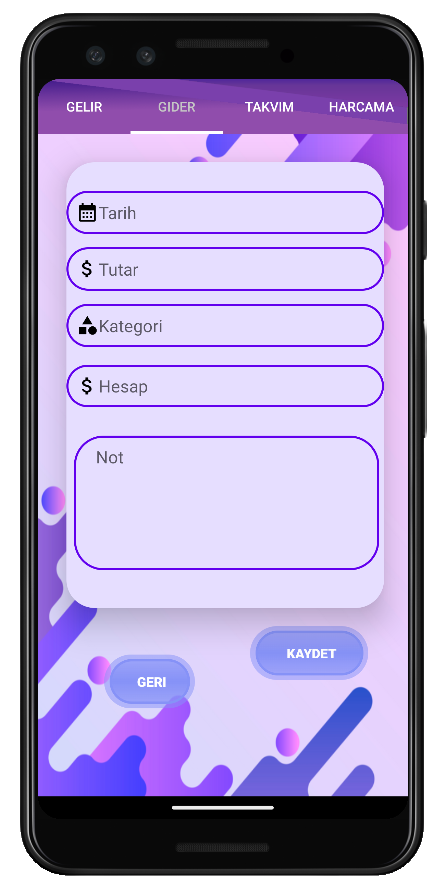 GELIR GIDER TAKVIM HARCAMA
Tarih
Tutar
Kategori
Hesap
Not
KAYDET
GERI